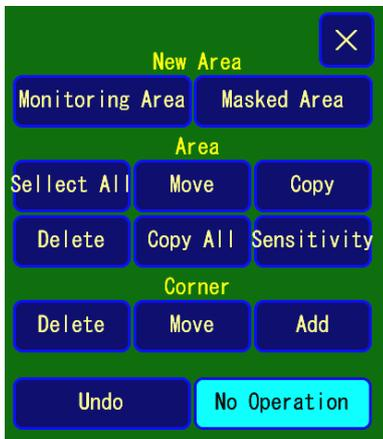 ×
New Area
Monitoring Area Masked Area
Area
Sellect All Move Copy
Delete Copy All Sensitivity
Corner
Delete Move Add
Undo No Operation